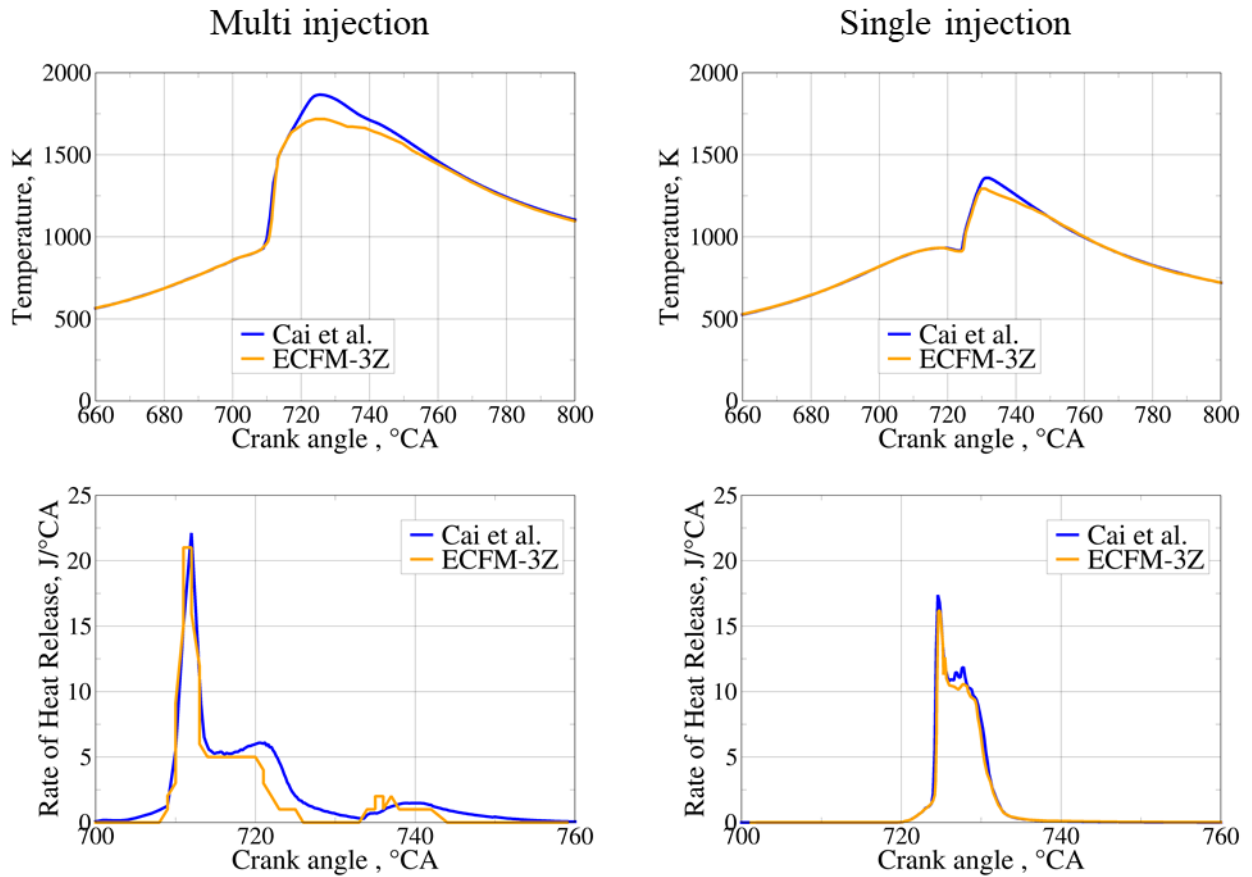 Multi injection
Single injection
2000
1500
1000
500
0
Temperature, K
Cai et al.
ECFM-3Z
660 680 700 720 740 760 780 800
Crank angle , °CA
2000
1500
1000
500
0
Temperature, K
Cai et al.
ECFM-3Z
660 680 700 720 740 760 780 800
Crank angle , °CA
25
20
15
10
5
0
Rate of Heat Release, J/°CA
Cai et al.
ECFM-3Z
700 720 740 760
Crank angle , °CA
25
20
15
10
5
0
Rate of Heat Release, J/°CA
Cai et al.
ECFM-3Z
700 720 740 760
Crank angle , °CA